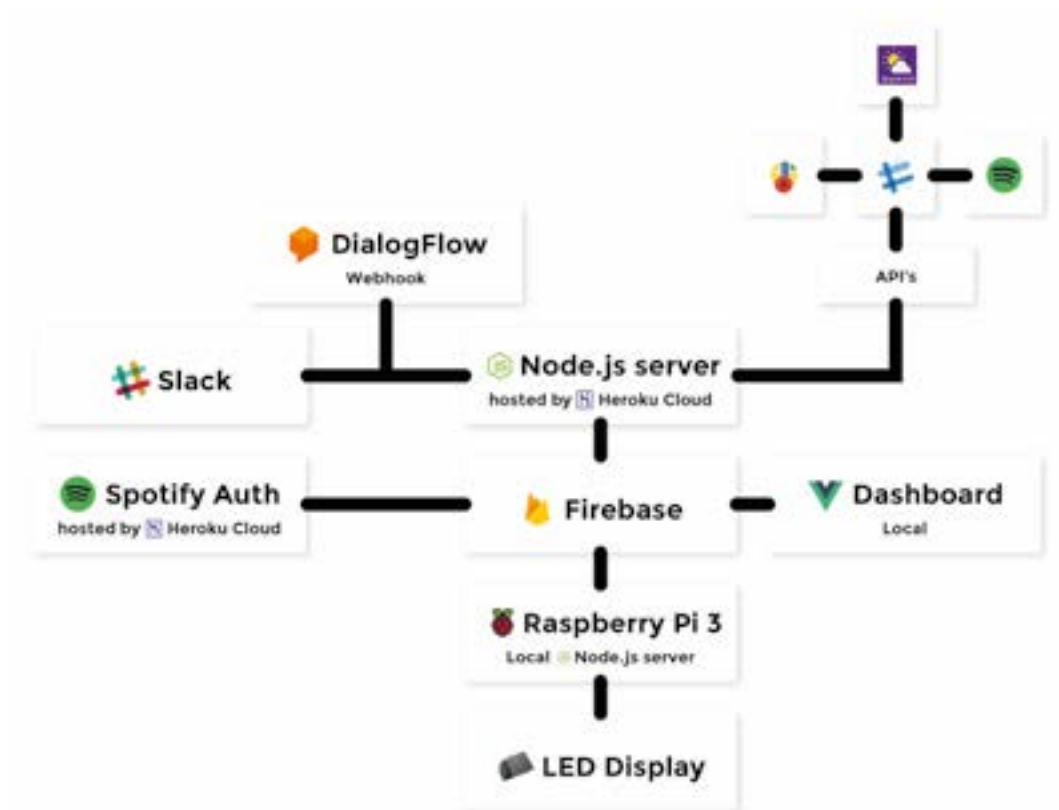 DialogFlow
Webhook
API's
Slack
Node.js server
hosted by Heroku Cloud
Spotify Auth
hosted by Heroku Cloud
Firebase
Dashboard
Local
Raspberry Pi 3
Local Node.js server
LED Display